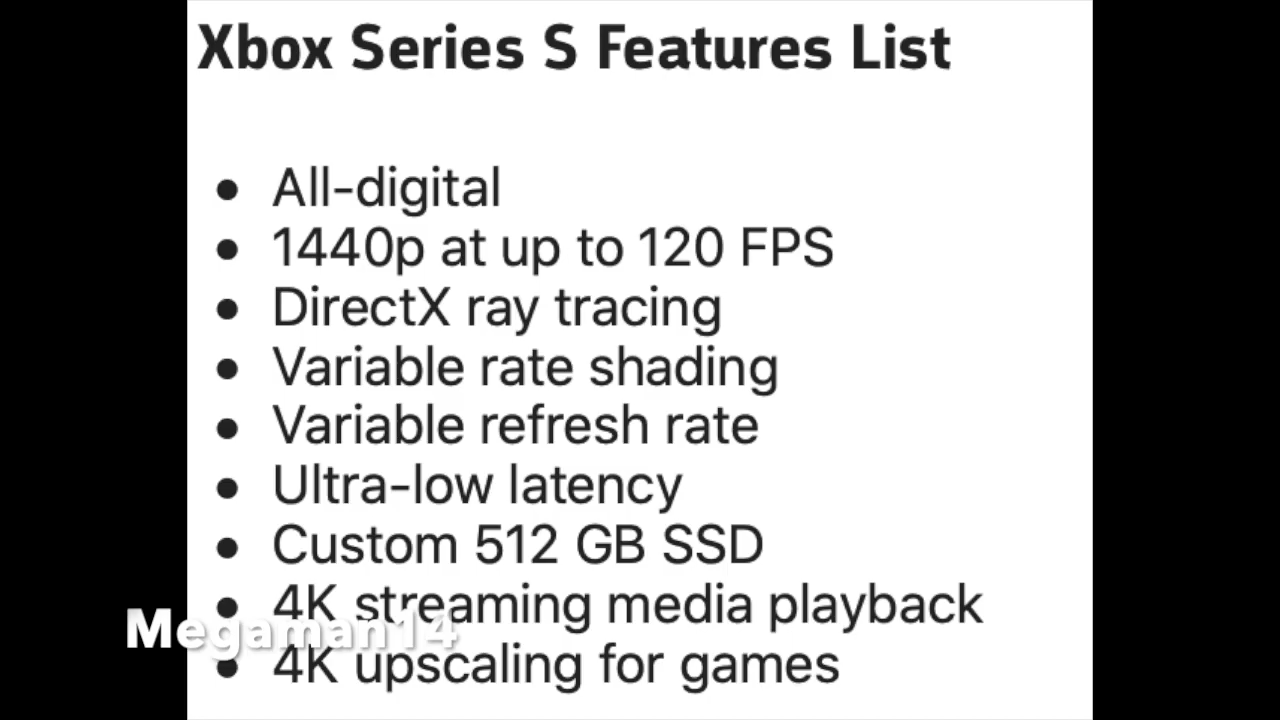 Xbox Series S Features List
• All-digital
• 1440p at up to 120 FPS
• DirectX ray tracing
• Variable rate shading
• Variable refresh rate
• Ultra-low latency
• Custom 512 GB SSD
• 4K streaming media playback
Megaman14
• 4K upscaling for games